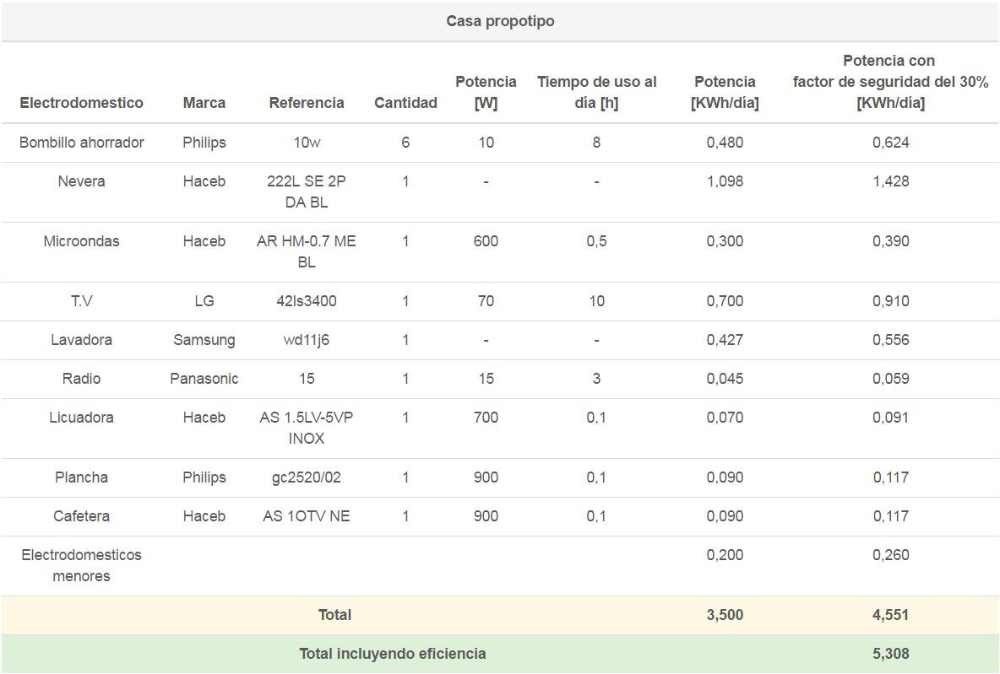 Casa propotipo
Electrodomestico Marca Referencia Cantidad Potencia [W] Tiempo de uso al día [h] Potencia [KWh/día] Potencia con factor de seguridad del 30% [KWh/día]
Bombillo ahorrador Philips 10w 6 10 8 0,480 0,624
Nevera Haceb 222L SE 2P DA BL 1 - - 1,098 1,428
Microondas Haceb AR HM-0.7 ME BL 1 600 0,5 0,300 0,390
T.V LG 42ls3400 1 70 10 0,700 0,910
Lavadora Samsung wd11j6 1 - - 0,427 0,556
Radio Panasonic 15 1 15 3 0,045 0,059
Licuadora Haceb AS 1.5LV-5VP INOX 1 700 0,1 0,070 0,091
Plancha Philips gc2520/02 1 900 0,1 0,090 0,117
Cafetera Haceb AS 1OTV NE 1 900 0,1 0,090 0,117
Electrodomesticos menores 0,200 0,260
Total 3,500 4,551
Total incluyendo eficiencia 5,308